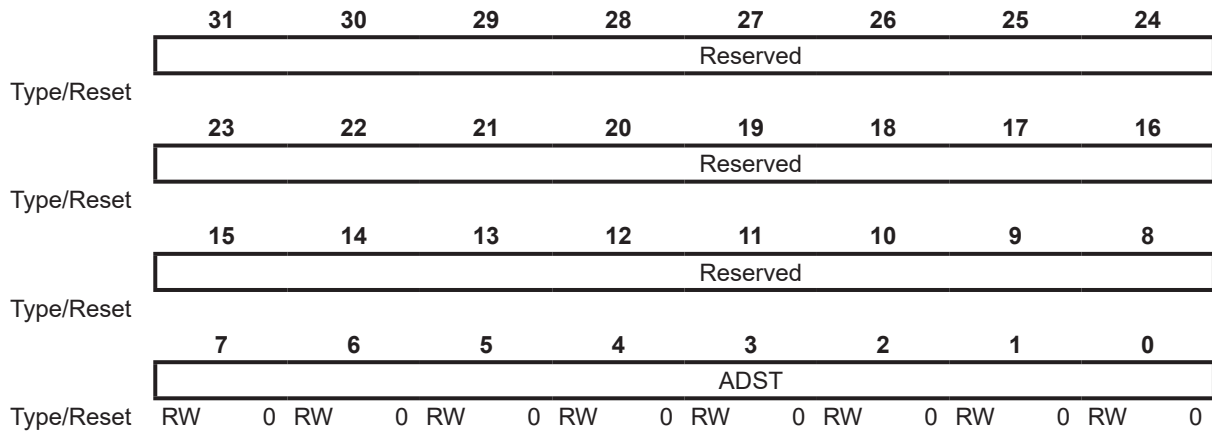 31 30 29 28 27 26 25 24
Reserved
Type/Reset
23 22 21 20 19 18 17 16
Reserved
Type/Reset
15 14 13 12 11 10 9 8
Reserved
Type/Reset
7 6 5 4 3 2 1 0
ADST
Type/Reset RW 0 RW 0 RW 0 RW 0 RW 0 RW 0 RW 0 RW 0